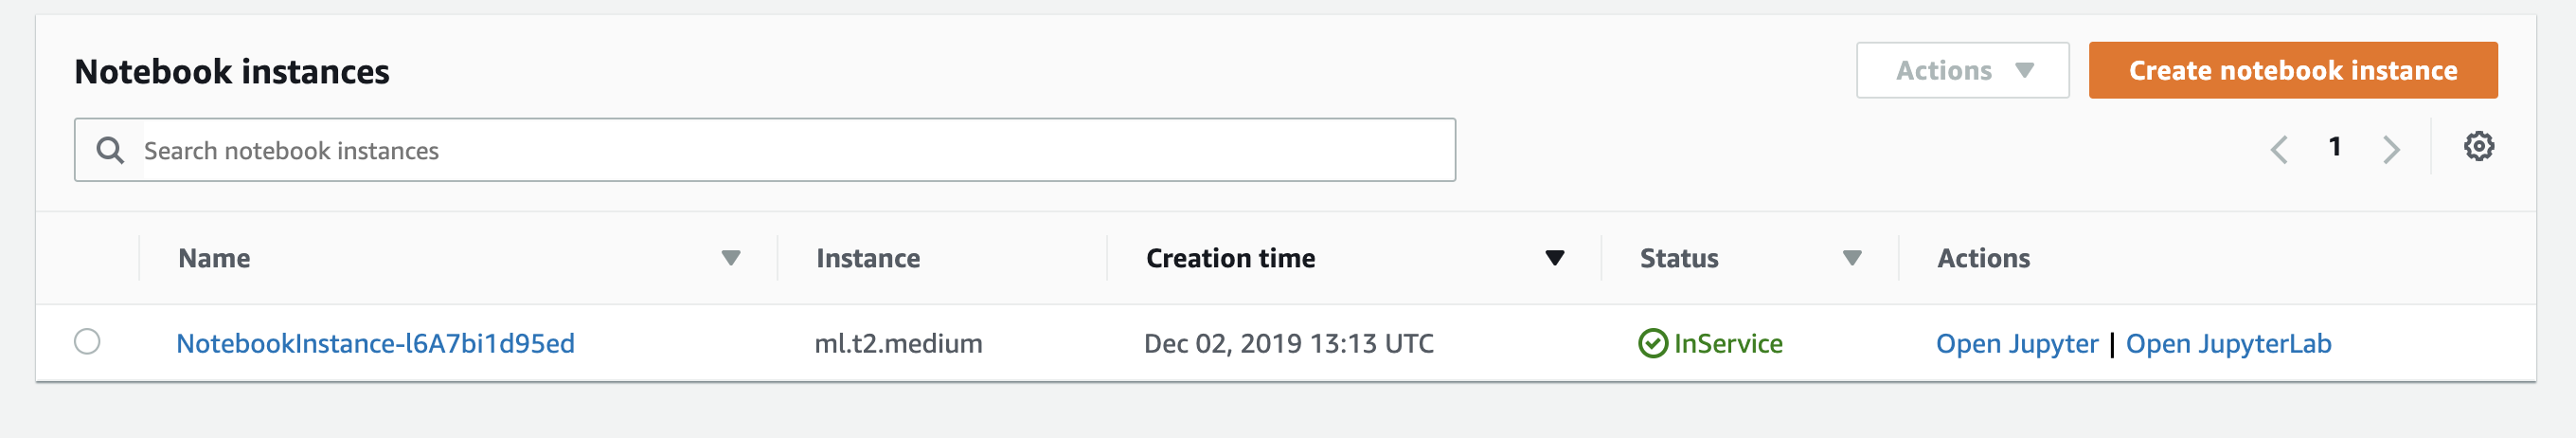 Notebook instances
Actions
Create notebook instance
Search notebook instances
1
Name Instance Creation time Status Actions
NotebookInstance-l6A7bi1d95ed ml.t2.medium Dec 02, 2019 13:13 UTC InService Open Jupyter | Open JupyterLab